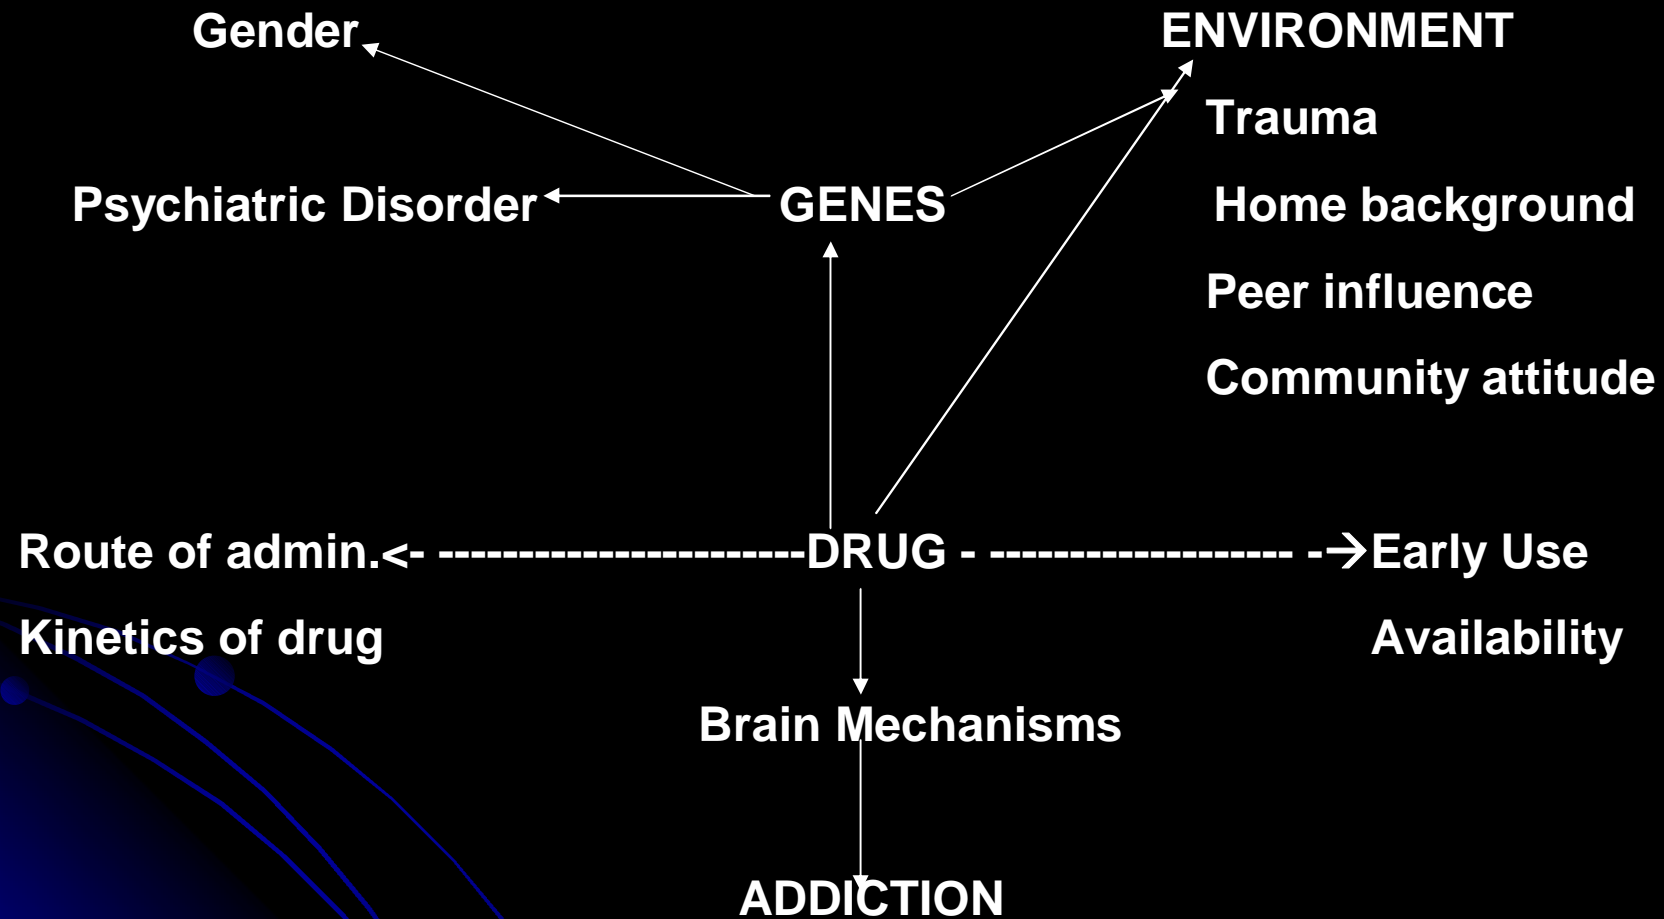 Gender
ENVIRONMENT
Trauma
Psychiatric Disorder
GENES
Home background
Peer influence
Community attitude
Route of admin.<- -----------------------DRUG - ------------------- -→Early Use
Kinetics of drug
Availability
Brain Mechanisms
ADDICTION